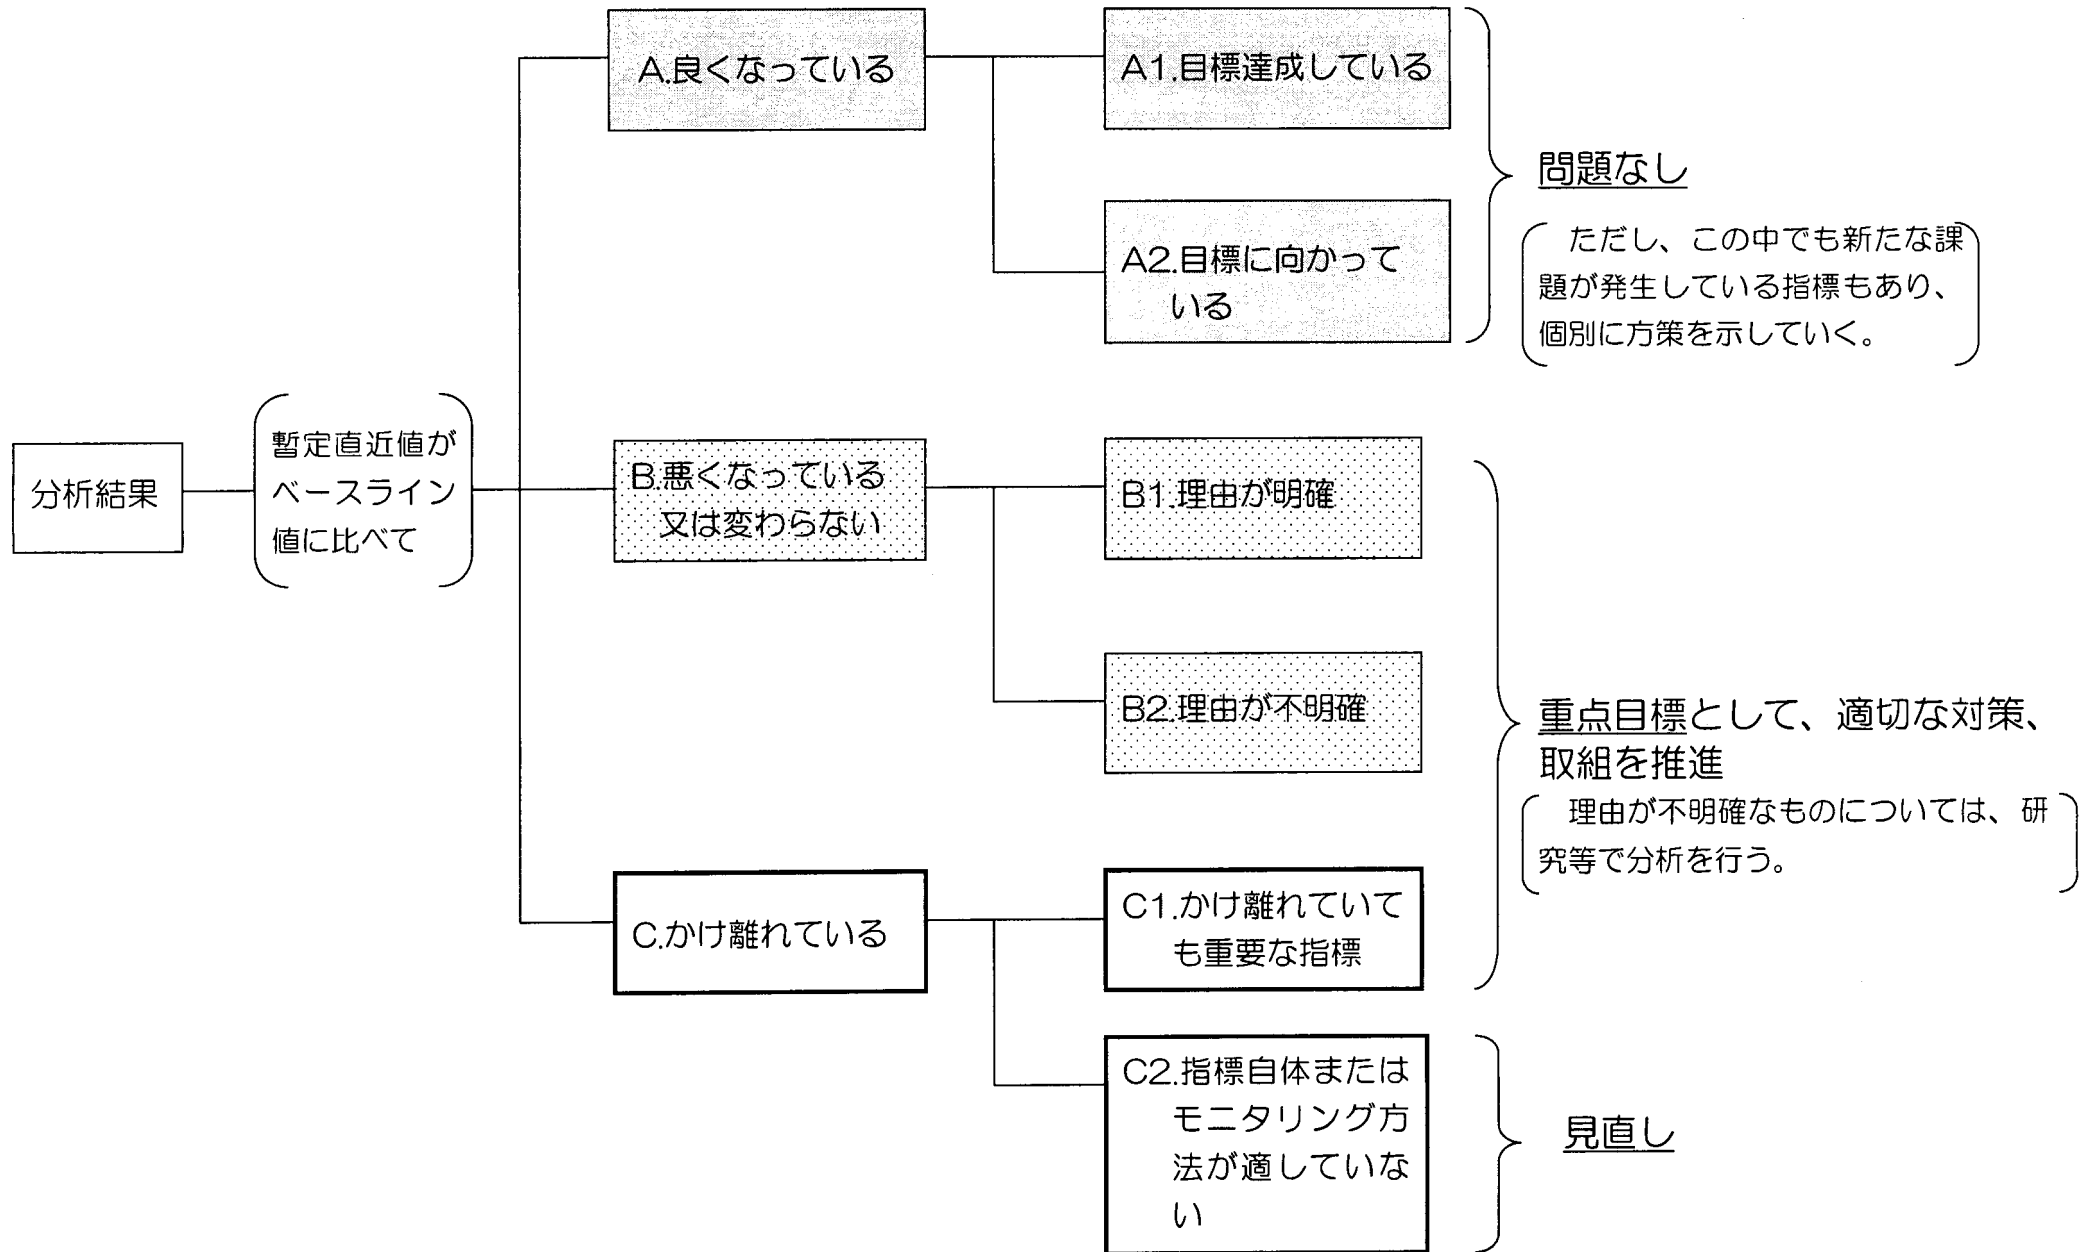 分析結果
暫定直近値が
ベースライン
値に比べて
A.良くなっている
A1.目標達成している
A2.目標に向かって
いる
問題なし
ただし、この中でも新たな課
題が発生している指標もあり、
個別に方策を示していく。
B.悪くなっている
又は変わらない
B1.理由が明確
B2.理由が不明確
C.かけ離れている
C1.かけ離れていて
も重要な指標
重点目標として、適切な対策、
取組を推進
理由が不明確なものについては、研
究等で分析を行う。
C2.指標自体または
モニタリング方
法が適していな
い
見直し